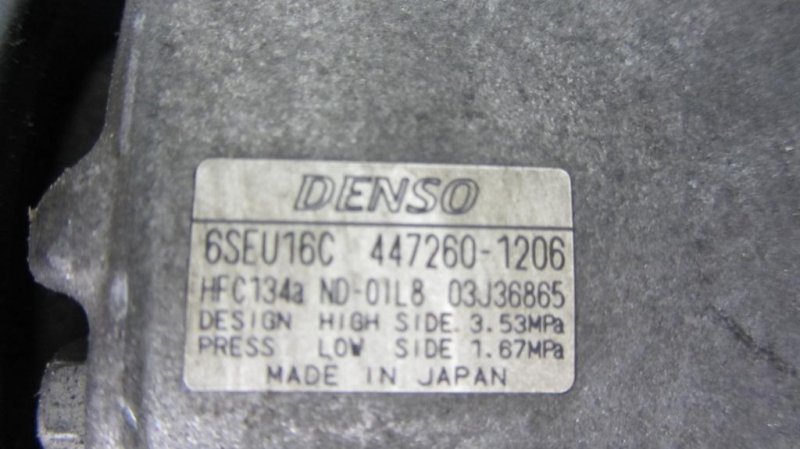 DENSO
6SEU16C 447260-1206
HFC134a ND-01L8 03J36865
DESIGN HIGH SIDE 3.53MPa
PRESS LOW SIDE 1.67MPa
MADE IN JAPAN